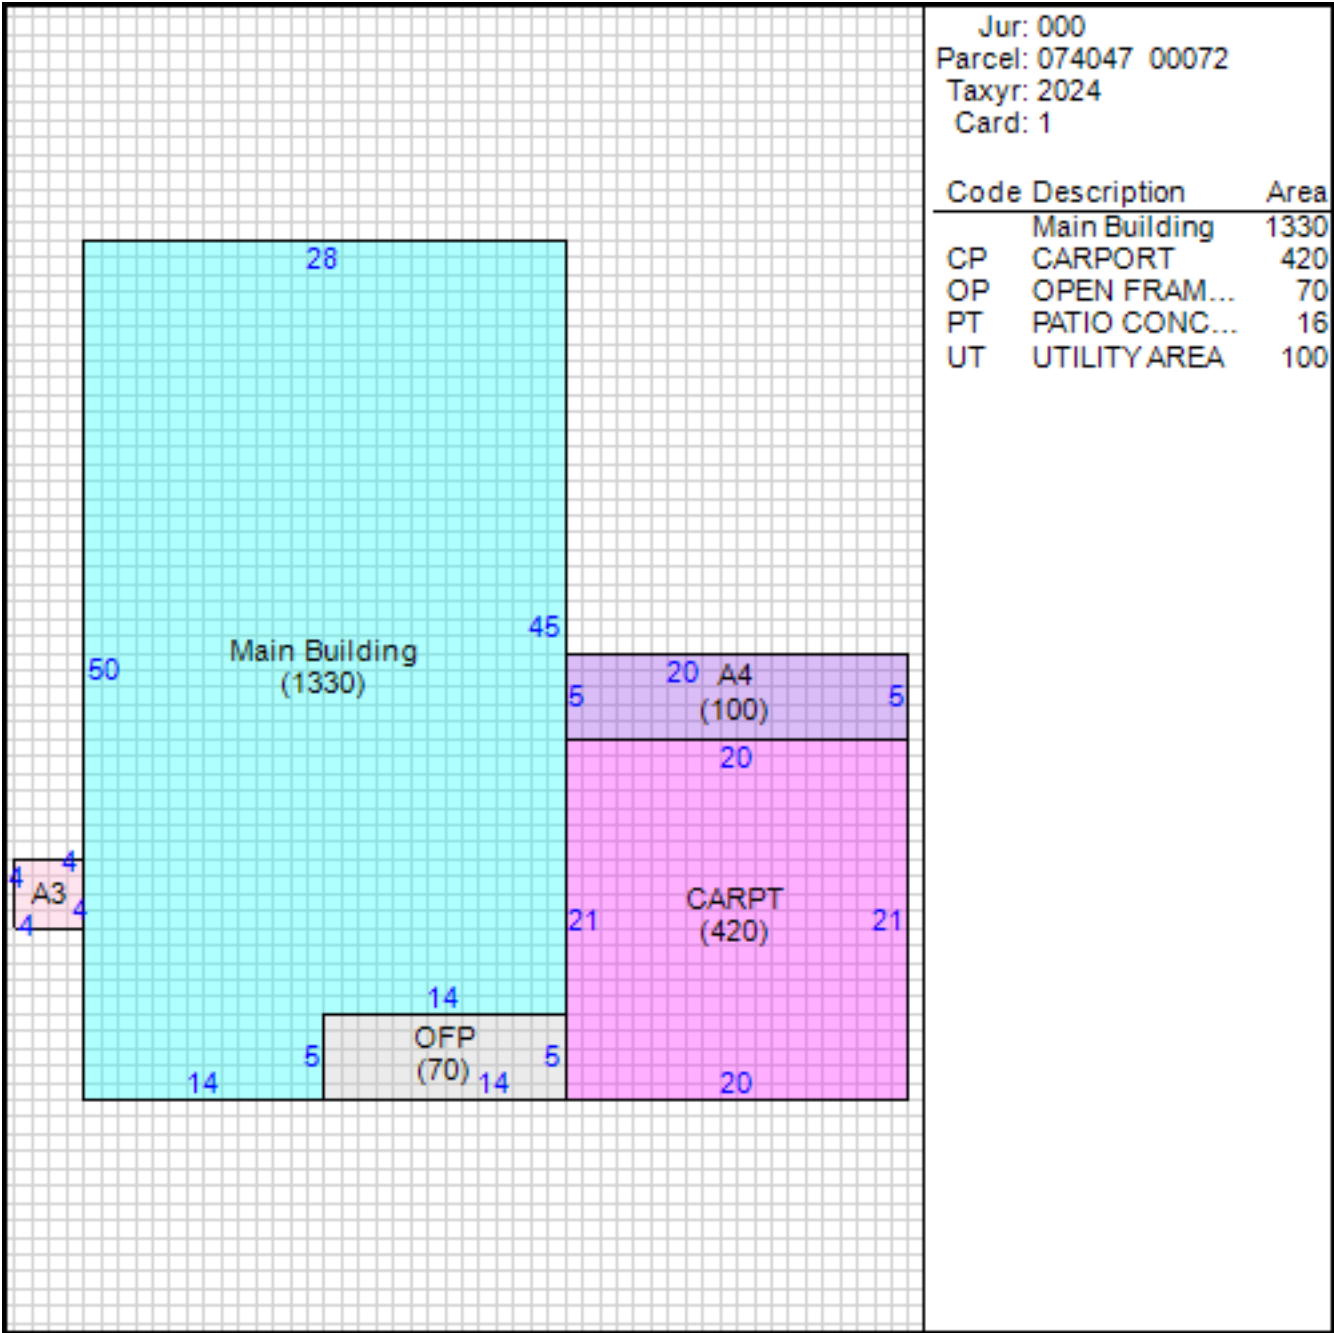 Jur: 000
Parcel: 074047 00072
Taxyr: 2024
Card: 1
Code Description Area
Main Building 1330
CP CARPORT 420
OP OPEN FRAM... 70
PT PATIO CONC... 16
UT UTILITY AREA 100
28
45
50
Main Building
(1330)
20 A4
5 (100) 5
20
4 4
A3
4 4
CARPT
21 (420) 21
14
OFP
5 (70) 5
14 14 20